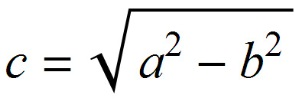 c = √(a² − b²)